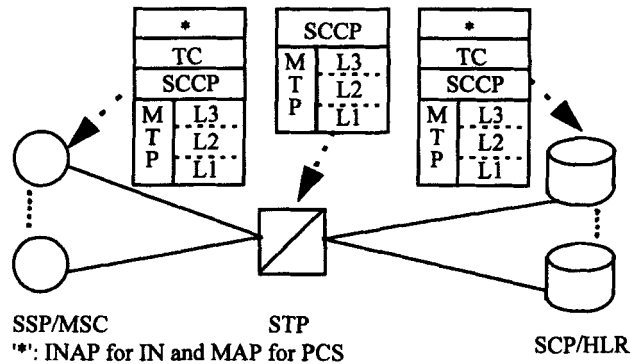 *
TC
SCCP
M T P
L3
L2
L1
SCCP
M T P
L3
L2
L1
*
TC
SCCP
M T P
L3
L2
L1
SSP/MSC
STP
SCP/HLR
'*': INAP for IN and MAP for PCS